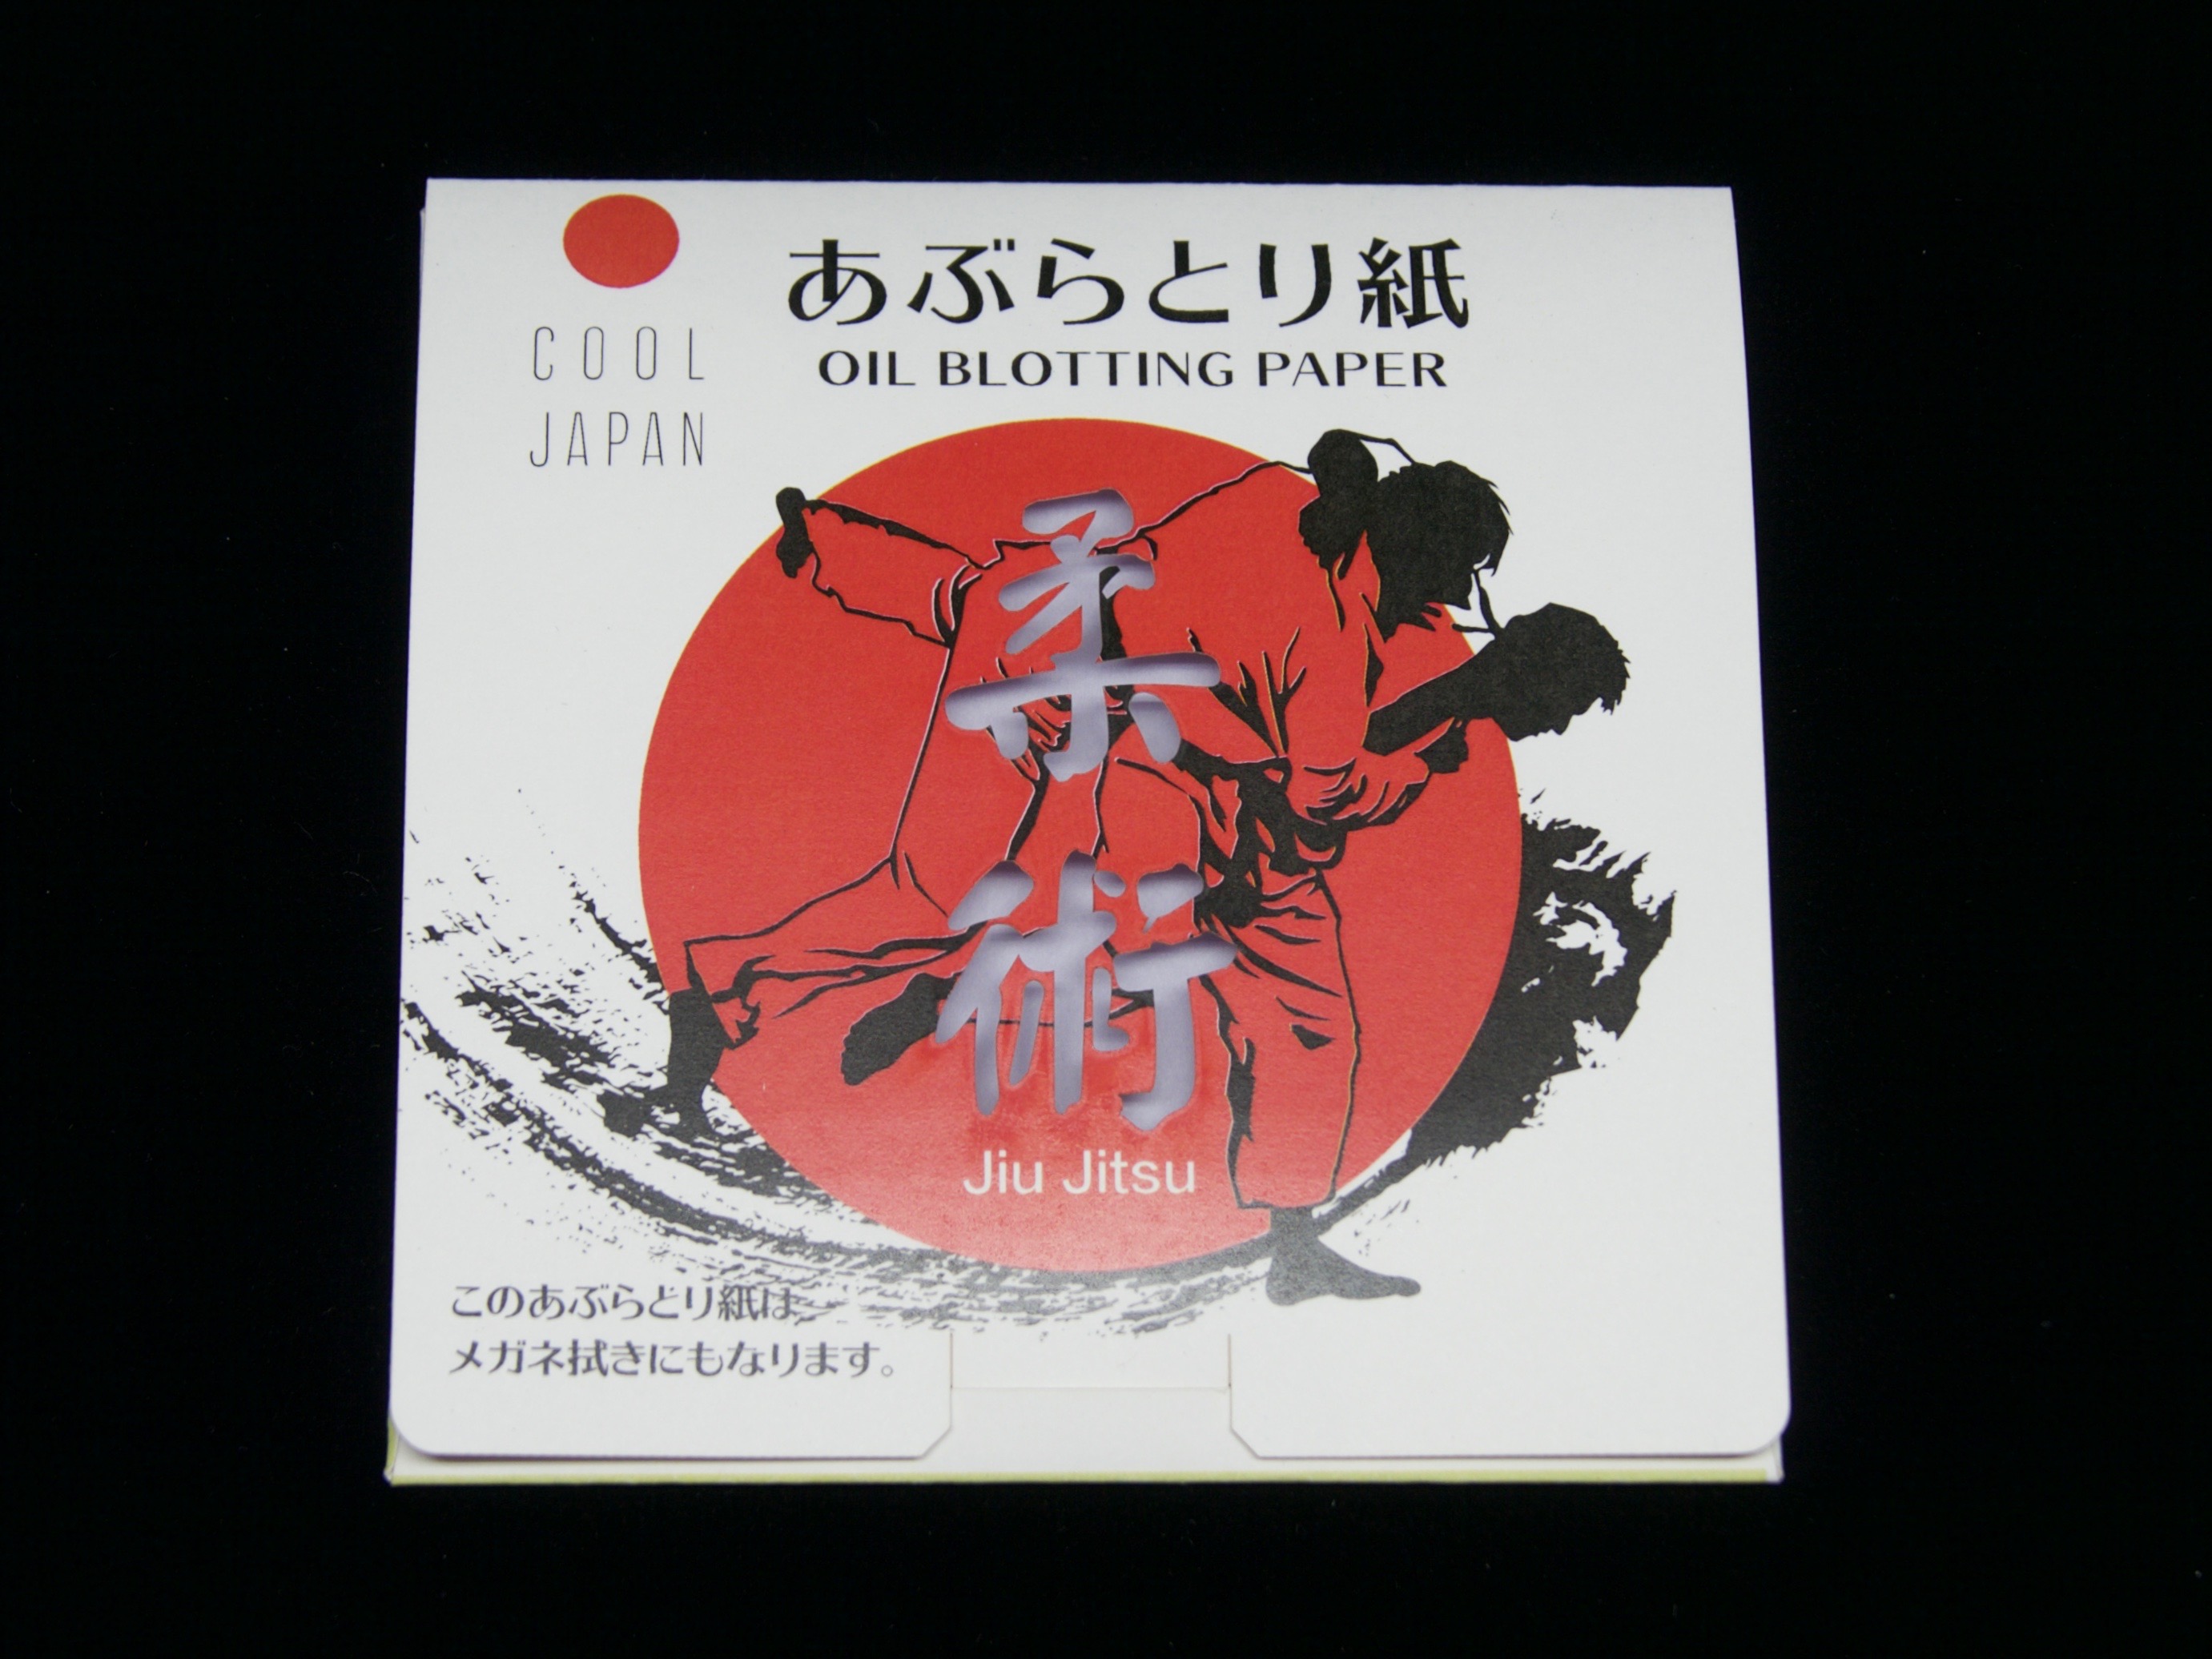 COOL
JAPAN
あぶらとり紙
OIL BLOTTING PAPER
柔
術
Jiu Jitsu
このあぶらとり紙は、
メガネ拭きにもなります。